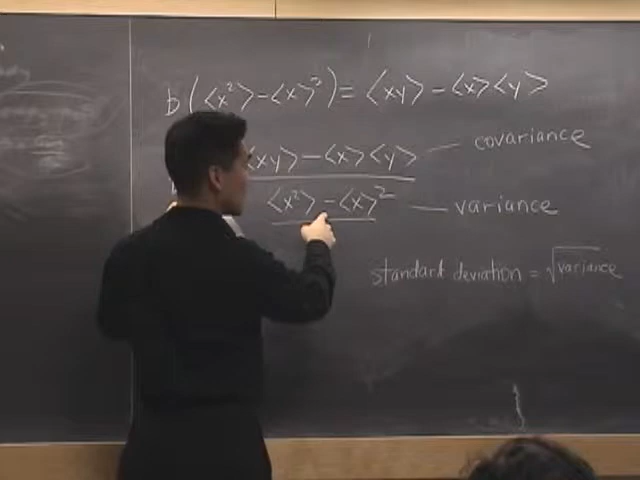 b(<x²>-<x>²) = <xy> - <x><y>
<xy> - <x><y> — covariance
<x²> - <x>² — variance
standard deviation = √variance